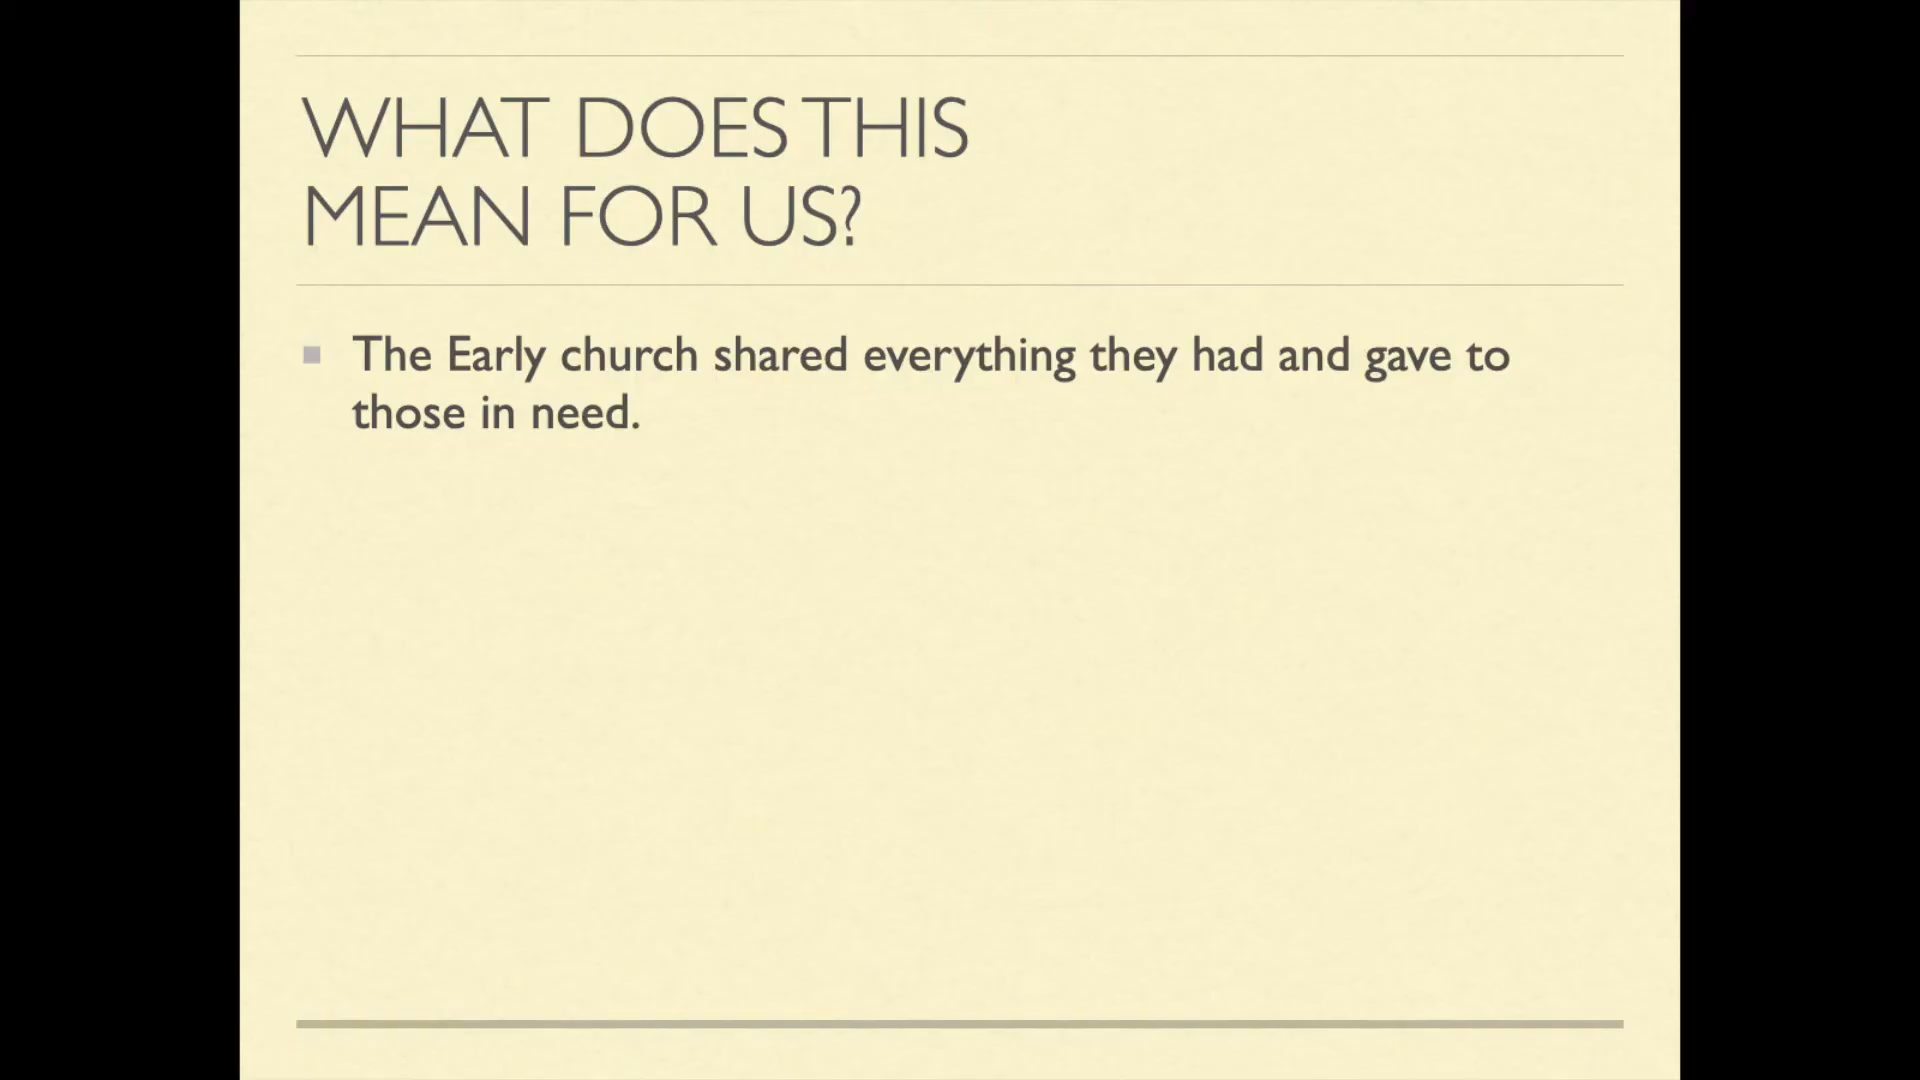 WHAT DOES THIS
MEAN FOR US?
The Early church shared everything they had and gave to
those in need.